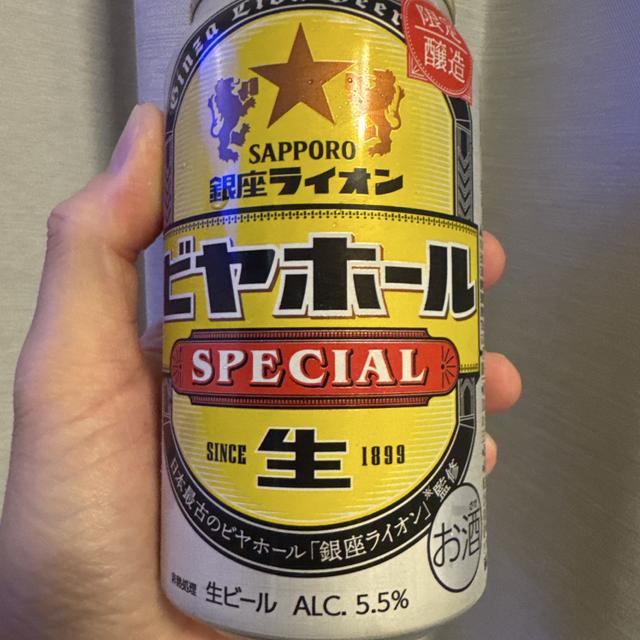 Ginza Lion Beer
限定
醸造
SAPPORO
銀座ライオン
ビヤホール
SPECIAL
SINCE 生 1899
日本最古のビヤホール「銀座ライオン」※監修
お酒
非熱処理 生ビール ALC. 5.5%